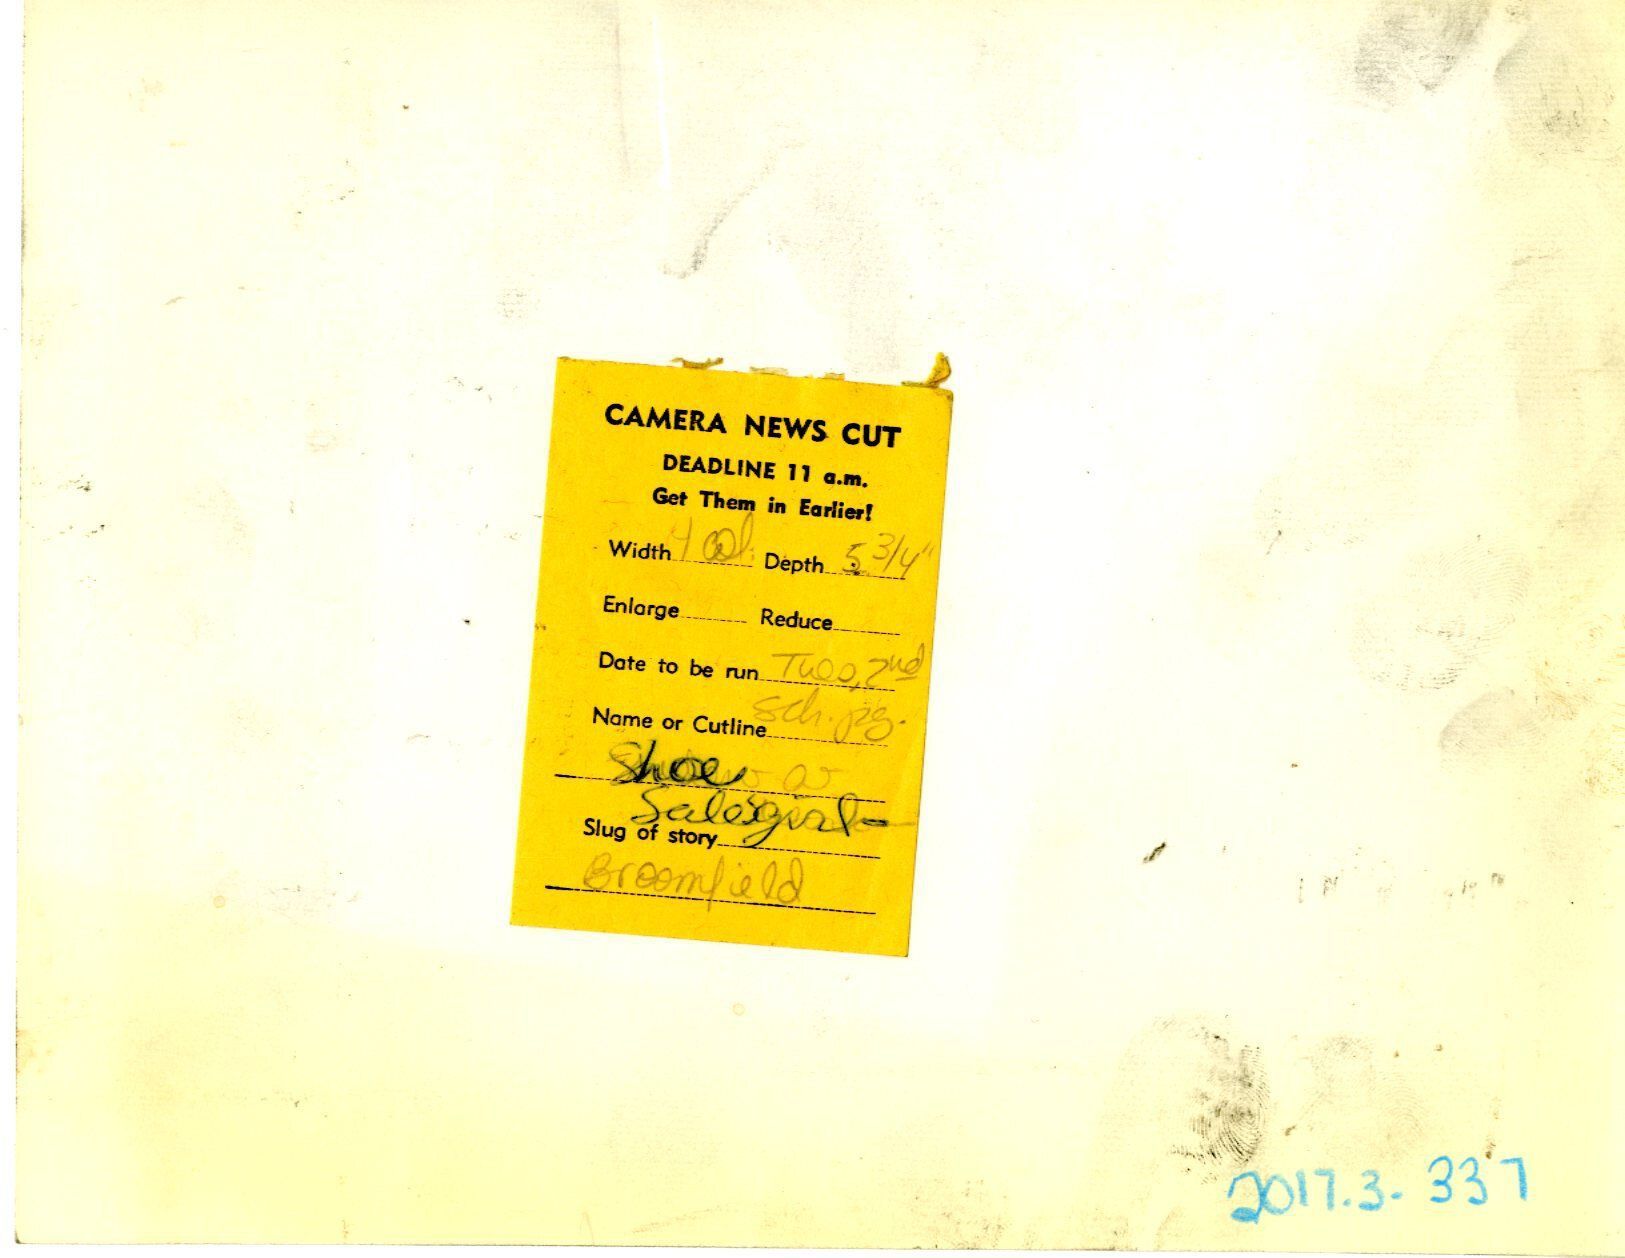 CAMERA NEWS CUT
DEADLINE 11 a.m.
Get Them in Earlier!
Width 4 col. Depth 5 3/4"
Enlarge Reduce
Date to be run Tues, 2nd
Name or Cutline sch. pg.
Shoe
Salesgirl -
Slug of story
Broomfield
2017.3.337